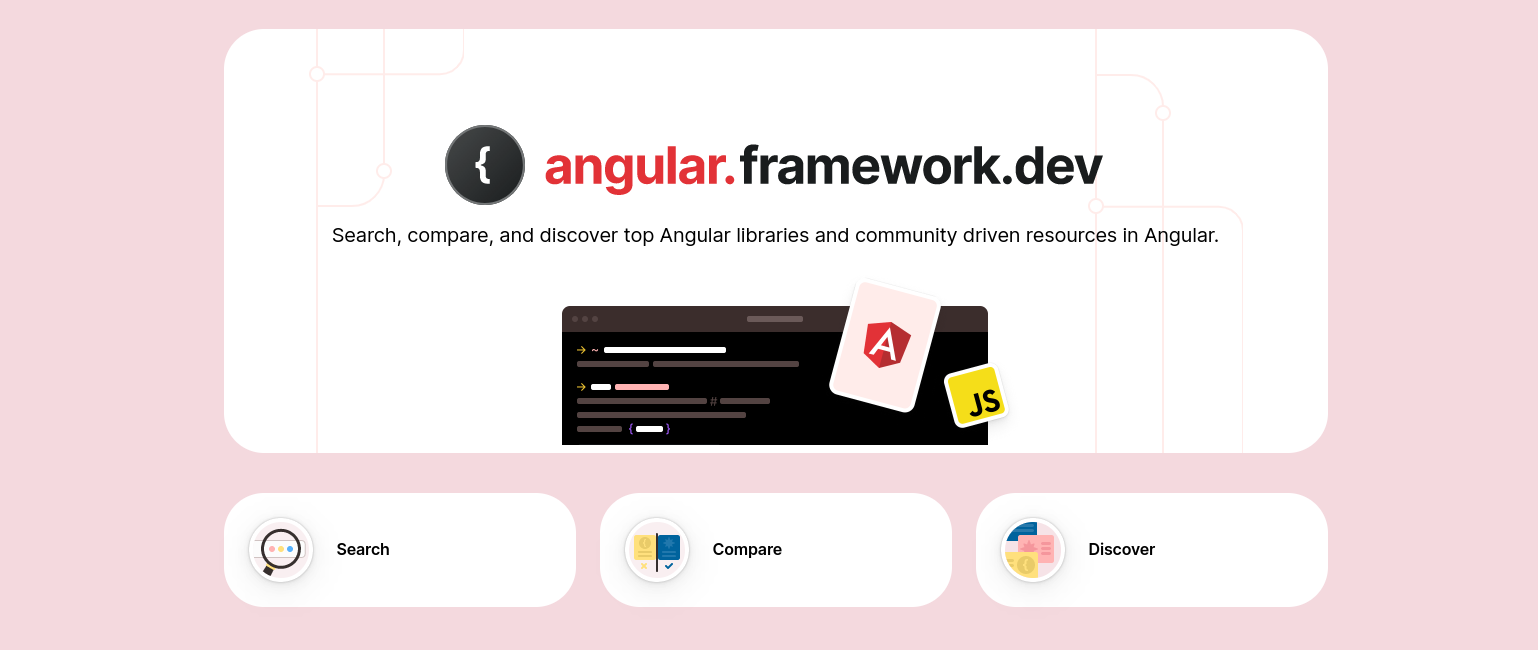 { angular.framework.dev
Search, compare, and discover top Angular libraries and community driven resources in Angular.
A
→ ~
→
#
{ }
JS
Search
Compare
Discover